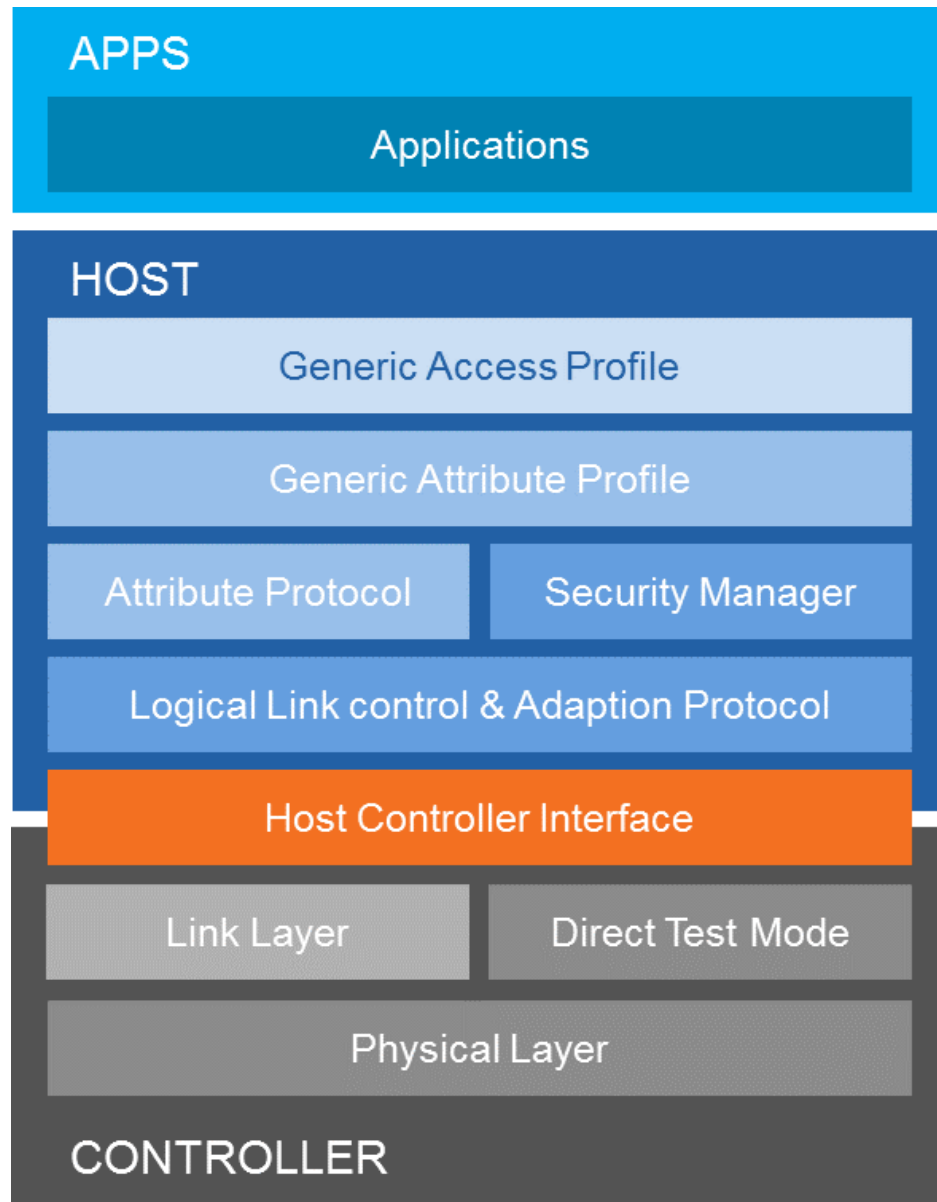 APPS
Applications
HOST
Generic Access Profile
Generic Attribute Profile
Attribute Protocol
Security Manager
Logical Link control & Adaption Protocol
Host Controller Interface
Link Layer
Direct Test Mode
Physical Layer
CONTROLLER